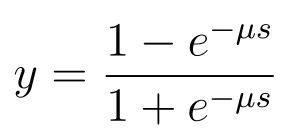 y = \frac{1 - e^{-\mu s}}{1 + e^{-\mu s}}